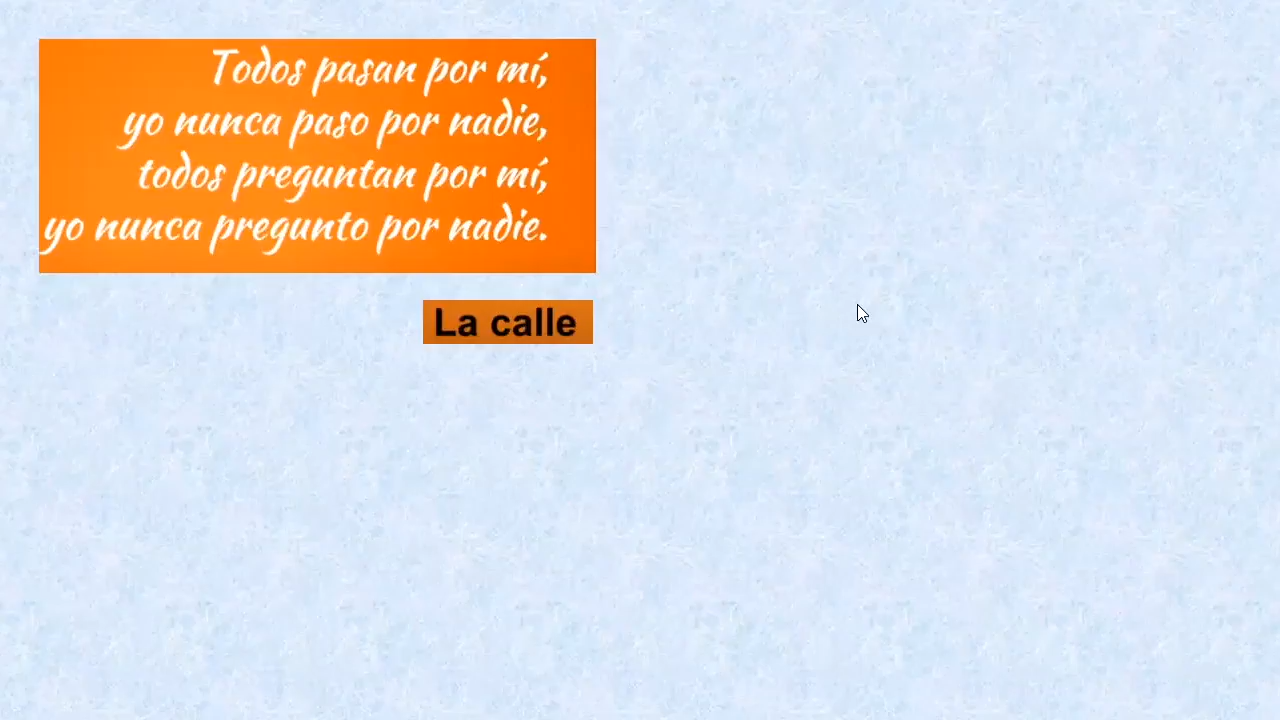 Todos pasan por mí,
yo nunca paso por nadie,
todos preguntan por mí,
yo nunca pregunto por nadie.
La calle